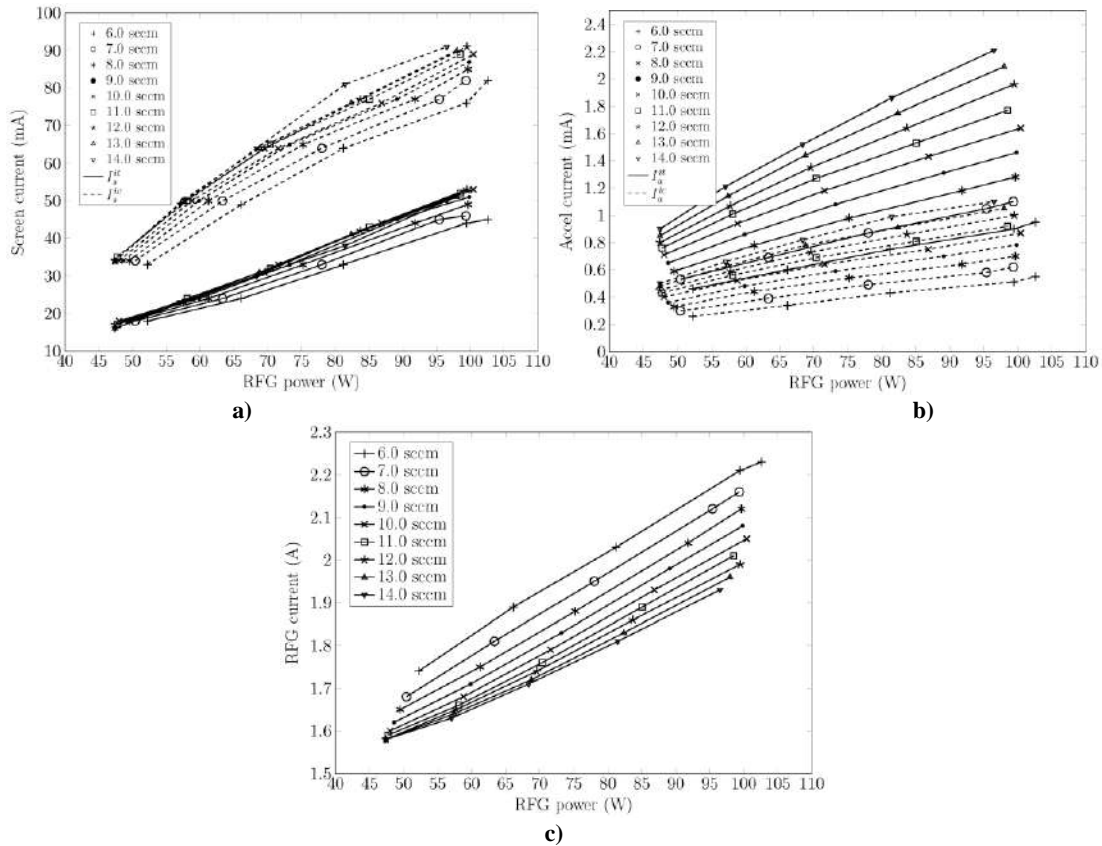 100
90
80
70
60
50
40
30
20
10
Screen current (mA)
6.0 sccm
7.0 sccm
8.0 sccm
9.0 sccm
10.0 sccm
11.0 sccm
12.0 sccm
13.0 sccm
14.0 sccm
40 45 50 55 60 65 70 75 80 85 90 95 100 105 110
RFG power (W)
a)
2.4
2.2
2
1.8
1.6
1.4
1.2
1
0.8
0.6
0.4
0.2
0
Accel current (mA)
6.0 sccm
7.0 sccm
8.0 sccm
9.0 sccm
10.0 sccm
11.0 sccm
12.0 sccm
13.0 sccm
14.0 sccm
45 50 55 60 65 70 75 80 85 90 95 100 105 110
RFG power (W)
b)
2.3
2.2
2.1
2
1.9
1.8
1.7
1.6
1.5
RFG current (A)
6.0 sccm
7.0 sccm
8.0 sccm
9.0 sccm
10.0 sccm
11.0 sccm
12.0 sccm
13.0 sccm
14.0 sccm
40 45 50 55 60 65 70 75 80 85 90 95 100 105 110
RFG power (W)
c)